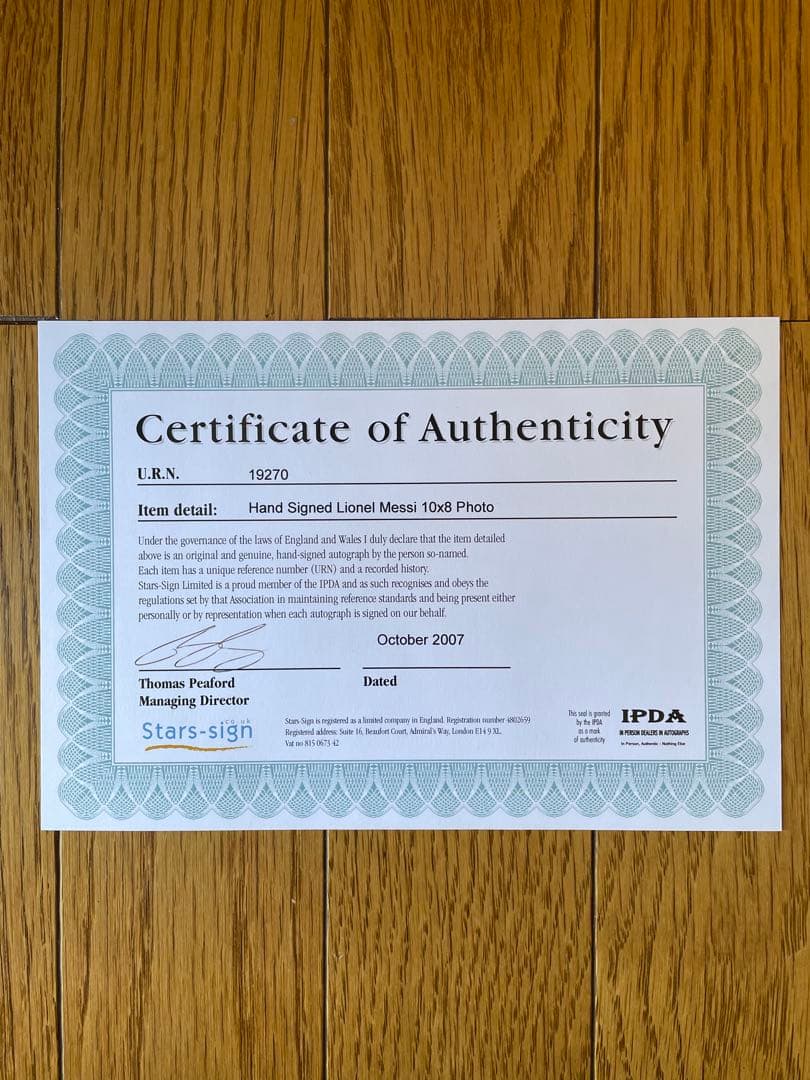 Certificate of Authenticity
U.R.N. 19270
Item detail: Hand Signed Lionel Messi 10x8 Photo
Under the governance of the laws of England and Wales I duly declare that the item detailed
above is an original and genuine, hand-signed autograph by the person so-named.
Each item has a unique reference number (URN) and a recorded history.
Stars-Sign Limited is a proud member of the IPDA and as such recognises and obeys the
regulations set by that Association in maintaining reference standards and being present either
personally or by representation when each autograph is signed on our behalf.
October 2007
Thomas Peaford
Managing Director
Dated
Stars-sign
co uk
Stars-Sign is registered as a limited company in England. Registration number 4802659
Registered address: Suite 16, Beaufort Court, Admiral's Way, London E14 9 XL.
Vat no 815 0673 42
This seal is granted
by the IPDA
as a mark
of authenticity
IPDA
IN PERSON DEALERS IN AUTOGRAPHS
In Person, Authentic - Nothing Else